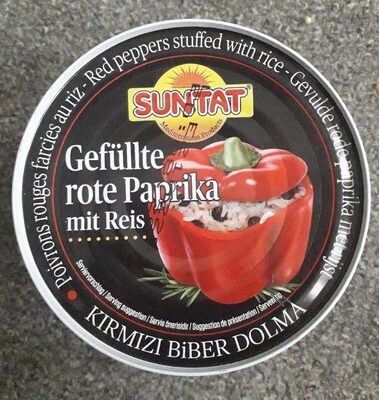 Poivrons rouges farcies au riz - Red peppers stuffed with rice - Gevulde rode paprika met rijst
SUNTAT
Mediterranean Products
Gefüllte
rote Paprika
mit Reis
Serviervorschlag / Serving suggestion / Servis önerisidir / Suggestion de présentation /
KIRMIZI BiBER DOLMA